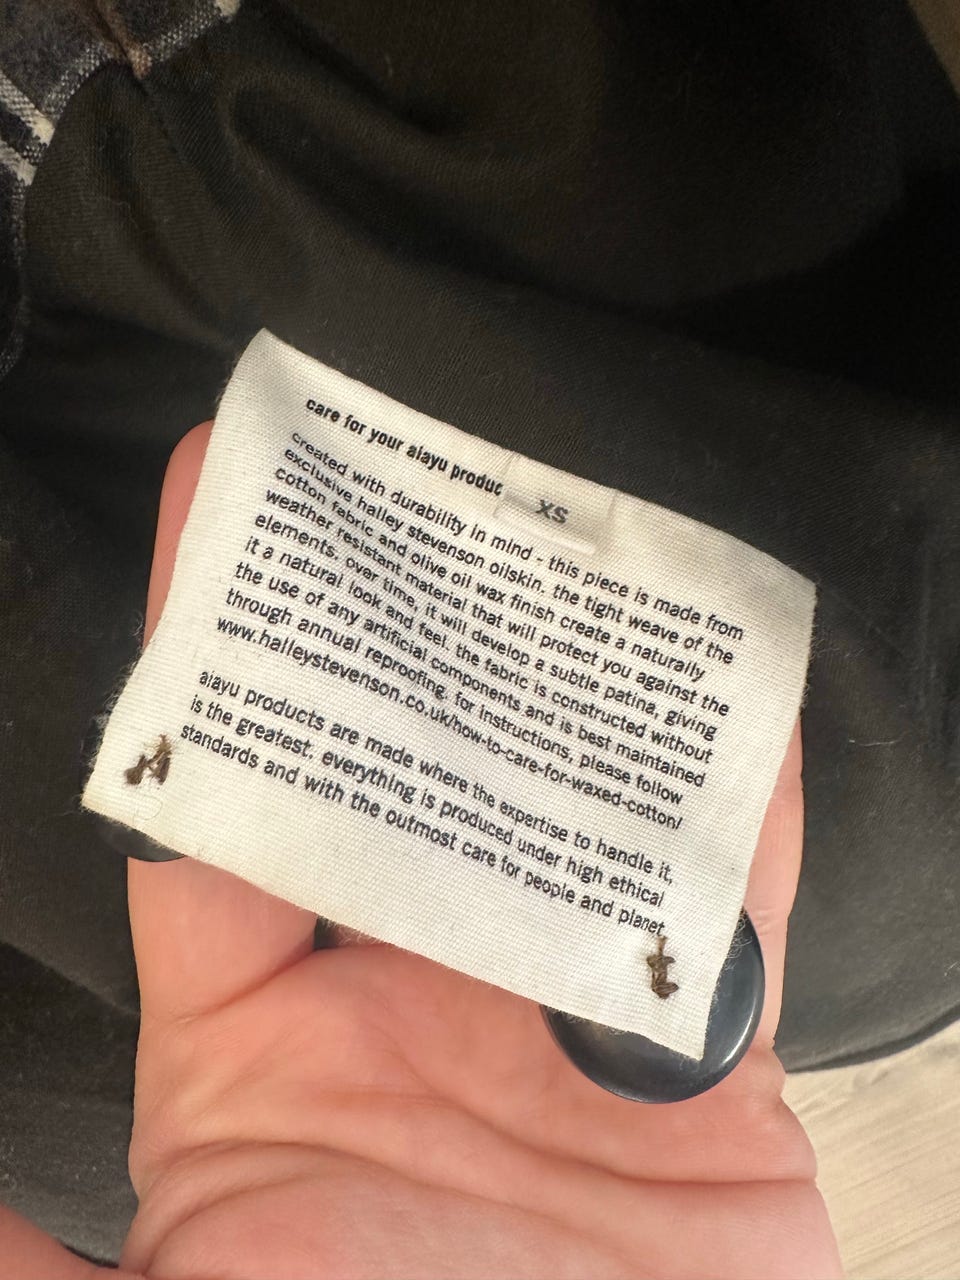 care for your aiayu produc
XS
created with durability in mind - this piece is made from
exclusive halley stevenson oilskin. the tight weave of the
cotton fabric and olive oil wax finish create a naturally
weather resistant material that will protect you against the
elements. over time, it will develop a subtle patina, giving
it a natural look and feel. the fabric is constructed without
the use of any artificial components and is best maintained
through annual reproofing. for instructions, please follow
www.halleystevenson.co.uk/how-to-care-for-waxed-cotton/
aiayu products are made where the expertise to handle it,
is the greatest. everything is produced under high ethical
standards and with the outmost care for people and planet